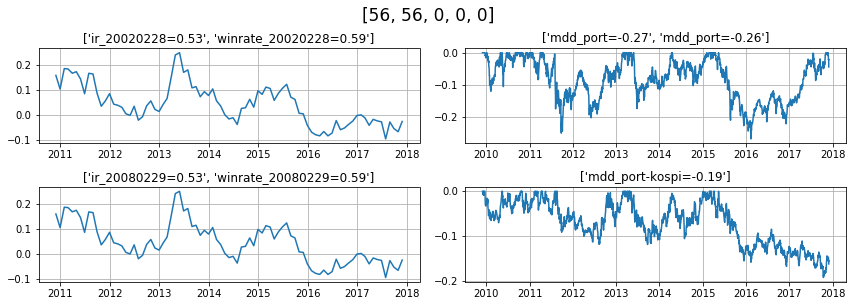 [56, 56, 0, 0, 0]
['ir_20020228=0.53', 'winrate_20020228=0.59']
0.2
0.1
0.0
−0.1
2011 2012 2013 2014 2015 2016 2017 2018
['mdd_port=-0.27', 'mdd_port=-0.26']
0.0
−0.1
−0.2
2010 2011 2012 2013 2014 2015 2016 2017 2018
['ir_20080229=0.53', 'winrate_20080229=0.59']
0.2
0.1
0.0
−0.1
2011 2012 2013 2014 2015 2016 2017 2018
['mdd_port-kospi=-0.19']
0.0
−0.1
−0.2
2010 2011 2012 2013 2014 2015 2016 2017 2018